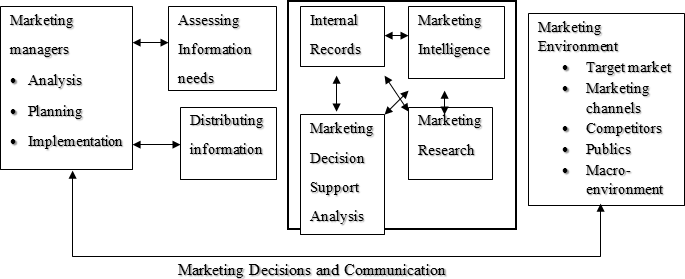 Marketing
managers
• Analysis
• Planning
• Implementation
Assessing
Information
needs
Distributing
information
Internal
Records
Marketing
Intelligence
Marketing
Decision
Support
Analysis
Marketing
Research
Marketing
Environment
• Target market
• Marketing
channels
• Competitors
• Publics
• Macro-
environment
Marketing Decisions and Communication